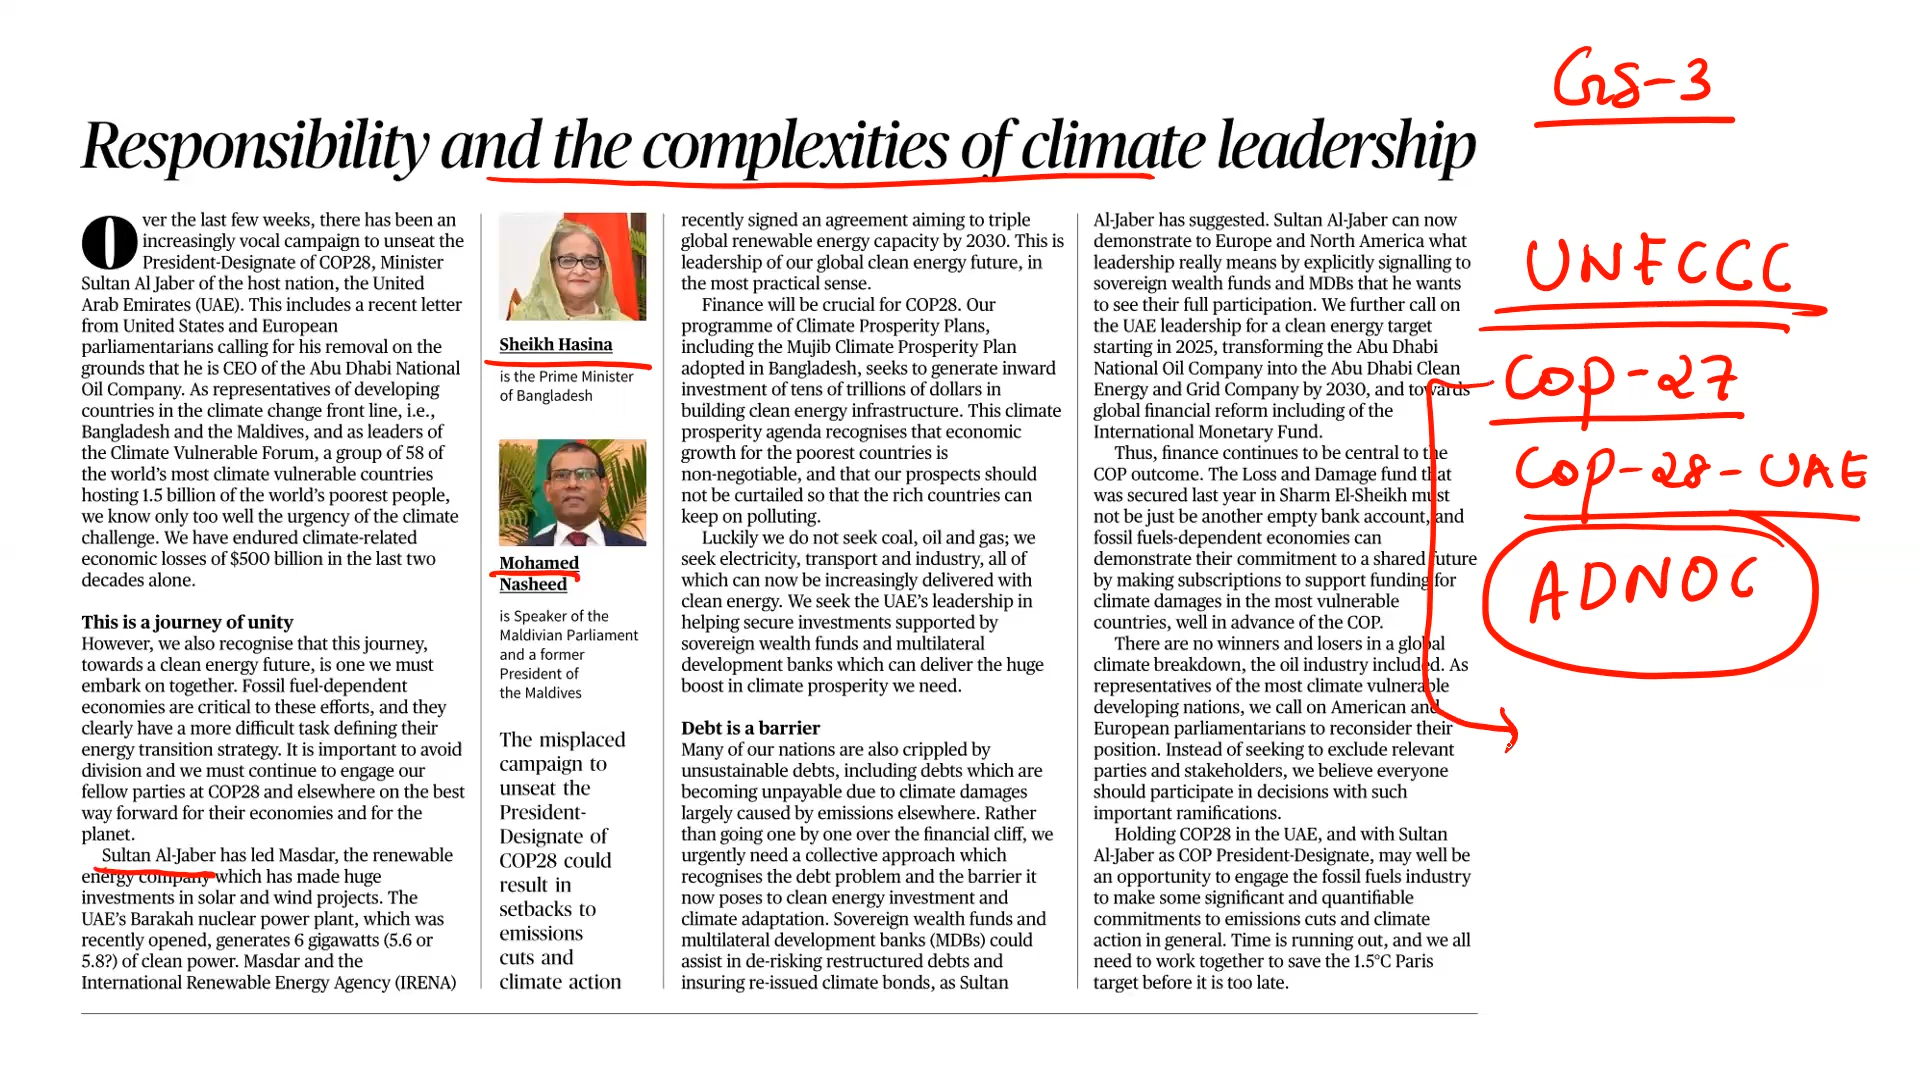 Responsibility and the complexities of climate leadership
Over the last few weeks, there has been an
increasingly vocal campaign to unseat the
President-Designate of COP28, Minister
Sultan Al Jaber of the host nation, the United
Arab Emirates (UAE). This includes a recent letter
from United States and European
parliamentarians calling for his removal on the
grounds that he is CEO of the Abu Dhabi National
Oil Company. As representatives of developing
countries in the climate change front line, i.e.,
Bangladesh and the Maldives, and as leaders of
the Climate Vulnerable Forum, a group of 58 of
the world's most climate vulnerable countries
hosting 1.5 billion of the world's poorest people,
we know only too well the urgency of the climate
challenge. We have endured climate-related
economic losses of $500 billion in the last two
decades alone.
This is a journey of unity
However, we also recognise that this journey,
towards a clean energy future, is one we must
embark on together. Fossil fuel-dependent
economies are critical to these efforts, and they
clearly have a more difficult task defining their
energy transition strategy. It is important to avoid
division and we must continue to engage our
fellow parties at COP28 and elsewhere on the best
way forward for their economies and for the
planet.
Sultan Al-Jaber has led Masdar, the renewable
energy company which has made huge
investments in solar and wind projects. The
UAE's Barakah nuclear power plant, which was
recently opened, generates 6 gigawatts (5.6 or
5.8?) of clean power. Masdar and the
International Renewable Energy Agency (IRENA)
Sheikh Hasina
is the Prime Minister
of Bangladesh
Mohamed
Nasheed
is Speaker of the
Maldivian Parliament
and a former
President of
the Maldives
The misplaced
campaign to
unseat the
President-
Designate of
COP28 could
result in
setbacks to
emissions
cuts and
climate action
recently signed an agreement aiming to triple
global renewable energy capacity by 2030. This is
leadership of our global clean energy future, in
the most practical sense.
Finance will be crucial for COP28. Our
programme of Climate Prosperity Plans,
including the Mujib Climate Prosperity Plan
adopted in Bangladesh, seeks to generate inward
investment of tens of trillions of dollars in
building clean energy infrastructure. This climate
prosperity agenda recognises that economic
growth for the poorest countries is
non-negotiable, and that our prospects should
not be curtailed so that the rich countries can
keep on polluting.
Luckily we do not seek coal, oil and gas; we
seek electricity, transport and industry, all of
which can now be increasingly delivered with
clean energy. We seek the UAE's leadership in
helping secure investments supported by
sovereign wealth funds and multilateral
development banks which can deliver the huge
boost in climate prosperity we need.
Debt is a barrier
Many of our nations are also crippled by
unsustainable debts, including debts which are
becoming unpayable due to climate damages
largely caused by emissions elsewhere. Rather
than going one by one over the financial cliff, we
urgently need a collective approach which
recognises the debt problem and the barrier it
now poses to clean energy investment and
climate adaptation. Sovereign wealth funds and
multilateral development banks (MDBs) could
assist in de-risking restructured debts and
insuring re-issued climate bonds, as Sultan
Al-Jaber has suggested. Sultan Al-Jaber can now
demonstrate to Europe and North America what
leadership really means by explicitly signalling to
sovereign wealth funds and MDBs that he wants
to see their full participation. We further call on
the UAE leadership for a clean energy target
starting in 2025, transforming the Abu Dhabi
National Oil Company into the Abu Dhabi Clean
Energy and Grid Company by 2030, and towards
global financial reform including of the
International Monetary Fund.
Thus, finance continues to be central to the
COP outcome. The Loss and Damage fund that
was secured last year in Sharm El-Sheikh must
not be just be another empty bank account, and
fossil fuels-dependent economies can
demonstrate their commitment to a shared future
by making subscriptions to support funding for
climate damages in the most vulnerable
countries, well in advance of the COP.
There are no winners and losers in a global
climate breakdown, the oil industry included. As
representatives of the most climate vulnerable
developing nations, we call on American and
European parliamentarians to reconsider their
position. Instead of seeking to exclude relevant
parties and stakeholders, we believe everyone
should participate in decisions with such
important ramifications.
Holding COP28 in the UAE, and with Sultan
Al-Jaber as COP President-Designate, may well be
an opportunity to engage the fossil fuels industry
to make some significant and quantifiable
commitments to emissions cuts and climate
action in general. Time is running out, and we all
need to work together to save the 1.5°C Paris
target before it is too late.
GS-3
UNFCCC
COP-27
COP-28-UAE
ADNOC